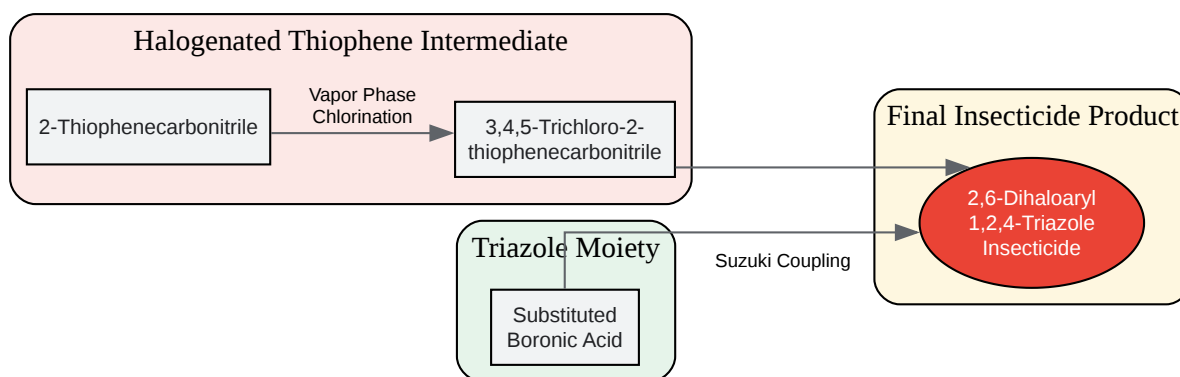 Halogenated Thiophene Intermediate
2-Thiophenecarbonitrile
Vapor Phase
Chlorination
3,4,5-Trichloro-2-
thiophenecarbonitrile
Final Insecticide Product
2,6-Dihaloaryl
1,2,4-Triazole
Insecticide
Triazole Moiety
Suzuki Coupling
Substituted
Boronic Acid